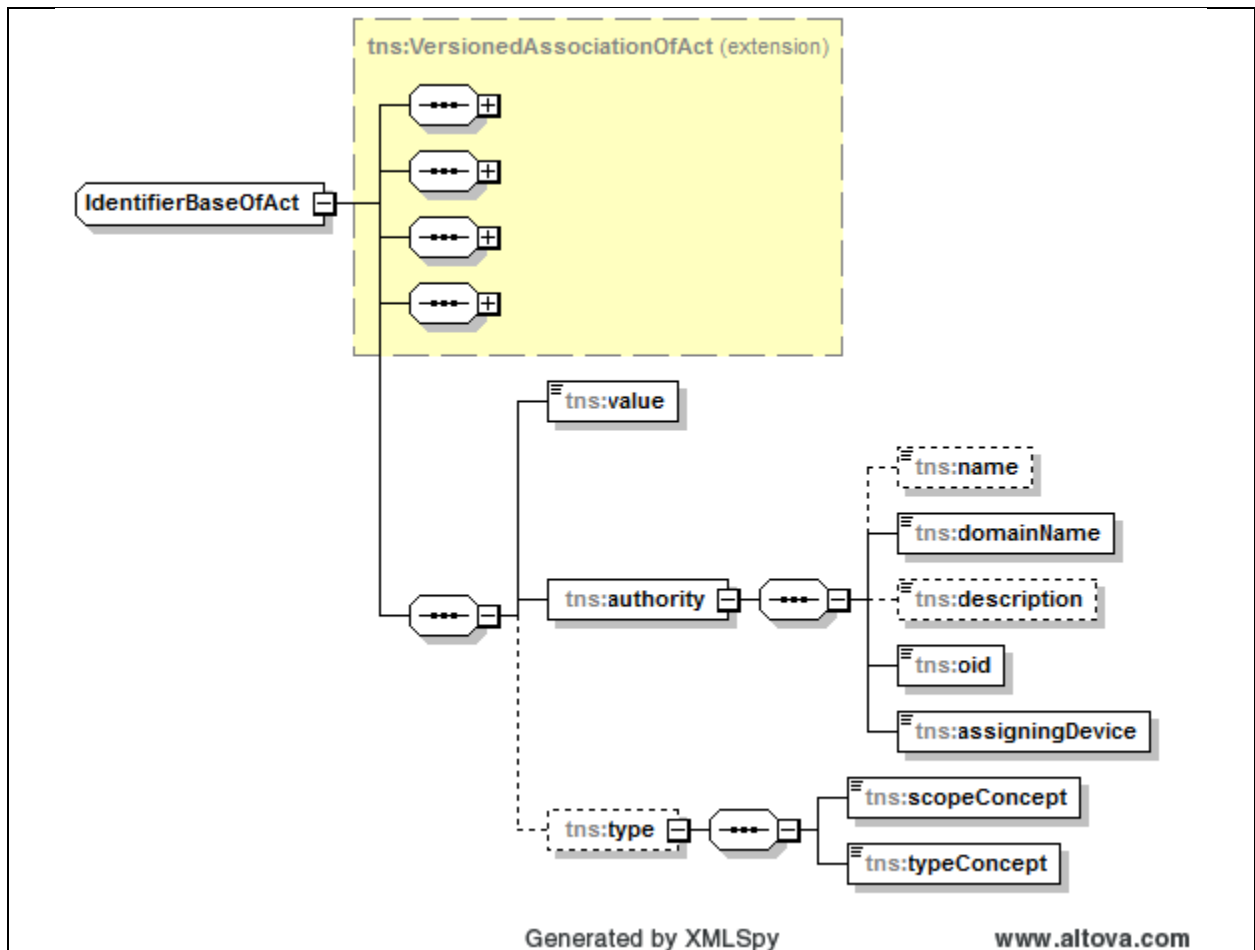 tns:VersionedAssociationOfAct (extension)
IdentifierBaseOfAct
tns:value
tns:name
tns:domainName
tns:authority
tns:description
tns:oid
tns:assigningDevice
tns:scopeConcept
tns:type
tns:typeConcept
Generated by XMLSpy
www.altova.com